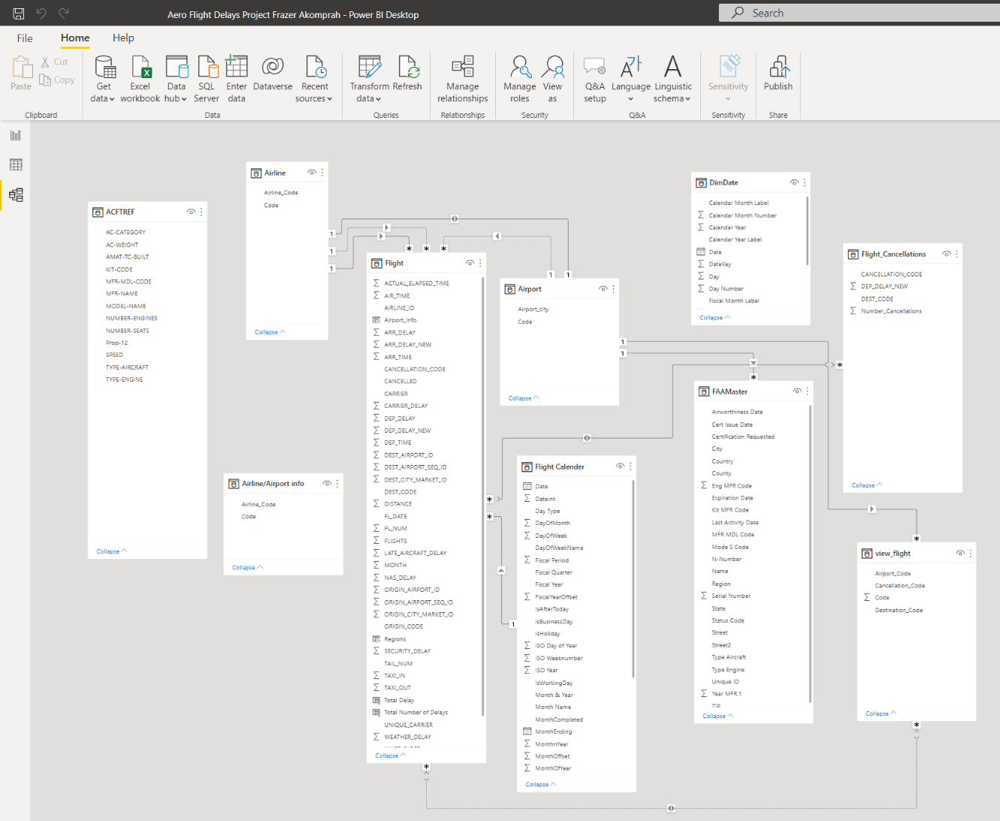 Aero Flight Delays Project Frazer Akomprah - Power BI Desktop
Search
File
Home
Help
Paste
Cut
Copy
Clipboard
Get data
Excel workbook
Data hub
SQL Server
Enter data
Dataverse
Recent sources
Data
Transform data
Refresh
Queries
Manage relationships
Relationships
Manage roles
View as
Security
Q&A setup
Language
Linguistic schema
Q&A
Sensitivity
Sensitivity
Publish
Share
ACFTREF
AC-CATEGORY
AC-WEIGHT
AMAT-TC-BUILT
KIT-CODE
MFR-MDL-CODE
MFR-NAME
MODEL-NAME
NUMBER-ENGINES
NUMBER-SEATS
Prop-12
SPEED
TYPE-AIRCRAFT
TYPE-ENGINE
Collapse
Airline
Airline_Code
Code
Collapse
1
1
1
*
*
*
Airline/Airport info
Airline_Code
Code
Collapse
Flight
ACTUAL_ELAPSED_TIME
AIR_TIME
AIRLINE_ID
Airport_info
ARR_DELAY
ARR_DELAY_NEW
ARR_TIME
CANCELLATION_CODE
CANCELLED
CARRIER
CARRIER_DELAY
DEP_DELAY
DEP_DELAY_NEW
DEP_TIME
DEST_AIRPORT_ID
DEST_AIRPORT_SEQ_ID
DEST_CITY_MARKET_ID
DEST_CODE
DISTANCE
FL_DATE
FL_NUM
FLIGHTS
LATE_AIRCRAFT_DELAY
MONTH
NAS_DELAY
ORIGIN_AIRPORT_ID
ORIGIN_AIRPORT_SEQ_ID
ORIGIN_CITY_MARKET_ID
ORIGIN_CODE
Regions
SECURITY_DELAY
TAIL_NUM
TAXI_IN
TAXI_OUT
Total Delay
Total Number of Delays
UNIQUE_CARRIER
WEATHER_DELAY
Collapse
*
*
*
1
1
Airport
Airport_city
Code
Collapse
1
1
Flight Calender
Date
DateInt
Day Type
DayOfMonth
DayOfWeek
DayOfWeekName
Fiscal Period
Fiscal Quarter
Fiscal Year
FiscalYearOffset
IsAfterToday
IsBusinessDay
IsHoliday
ISO Day of Year
ISO Weeknumber
ISO Year
IsWorkingDay
Month & Year
Month Name
MonthCompleted
MonthEnding
MonthnYear
MonthOffset
MonthOfYear
Collapse
1
DimDate
Calendar Month Label
Calendar Month Number
Calendar Year
Calendar Year Label
Date
DateKey
Day
Day Number
Fiscal Month Label
Collapse
*
FAAMaster
Airworthiness Date
Cert Issue Date
Certification Requested
City
Country
County
Eng MFR Code
Expiration Date
Kit MFR Code
Last Activity Date
MFR MDL Code
Mode S Code
N-Number
Name
Region
Serial Number
State
Status Code
Street
Street2
Type Aircraft
Type Engine
Unique ID
Year MFR.1
ZIP
Collapse
Flight_Cancellations
CANCELLATION_CODE
DEP_DELAY_NEW
DEST_CODE
Number_Cancellations
Collapse
*
*
view_flight
Airport_Code
Cancellation_Code
Code
Destination_Code
Collapse
*